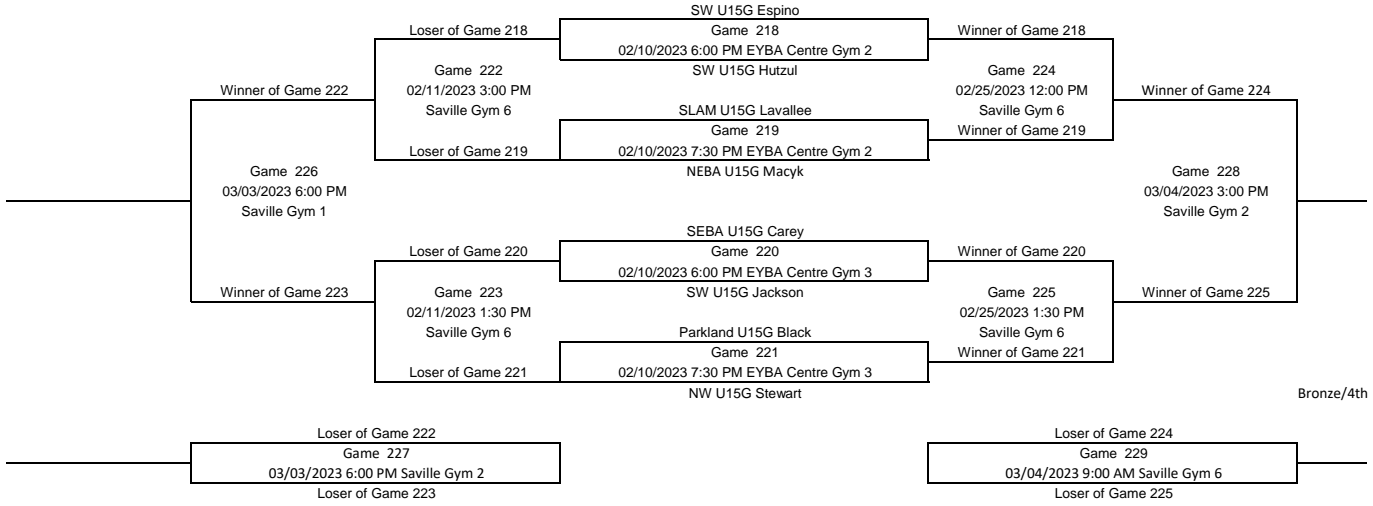 SW U15G Espino
Loser of Game 218
Game 218
Winner of Game 218
02/10/2023 6:00 PM EYBA Centre Gym 2
Game 222
SW U15G Hutzul
Game 224
Winner of Game 222
02/11/2023 3:00 PM
02/25/2023 12:00 PM
Winner of Game 224
Saville Gym 6
SLAM U15G Lavallee
Saville Gym 6
Game 219
Winner of Game 219
Loser of Game 219
02/10/2023 7:30 PM EYBA Centre Gym 2
Game 226
NEBA U15G Macyk
Game 228
03/03/2023 6:00 PM
03/04/2023 3:00 PM
Saville Gym 1
Saville Gym 2
SEBA U15G Carey
Loser of Game 220
Game 220
Winner of Game 220
02/10/2023 6:00 PM EYBA Centre Gym 3
Winner of Game 223
Game 223
SW U15G Jackson
Game 225
Winner of Game 225
02/11/2023 1:30 PM
02/25/2023 1:30 PM
Saville Gym 6
Parkland U15G Black
Saville Gym 6
Game 221
Winner of Game 221
Loser of Game 221
02/10/2023 7:30 PM EYBA Centre Gym 3
NW U15G Stewart
Bronze/4th
Loser of Game 222
Loser of Game 224
Game 227
Game 229
03/03/2023 6:00 PM Saville Gym 2
03/04/2023 9:00 AM Saville Gym 6
Loser of Game 223
Loser of Game 225